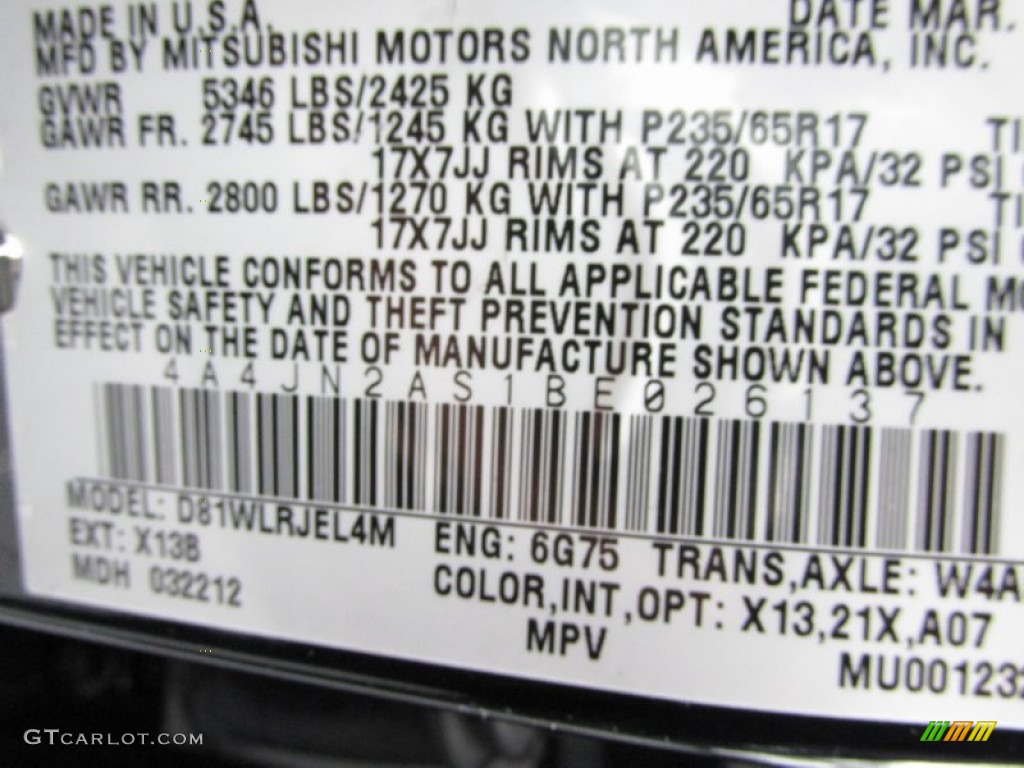 MADE IN U.S.A. DATE MAR.
MFD BY MITSUBISHI MOTORS NORTH AMERICA, INC.
GVWR 5346 LBS/2425 KG
GAWR FR. 2745 LBS/1245 KG WITH P235/65R17 TI
17X7JJ RIMS AT 220 KPA/32 PSI
GAWR RR. 2800 LBS/1270 KG WITH P235/65R17 TI
17X7JJ RIMS AT 220 KPA/32 PSI
THIS VEHICLE CONFORMS TO ALL APPLICABLE FEDERAL MO
VEHICLE SAFETY AND THEFT PREVENTION STANDARDS IN
EFFECT ON THE DATE OF MANUFACTURE SHOWN ABOVE.
4A4JN2AS1BE026137
MODEL: D81WLRJEL4M ENG: 6G75 TRANS,AXLE: W4A
EXT: X13B COLOR,INT,OPT: X13,21X,A07
MDH 032212 MPV
MU001232
GTCARLOT.COM